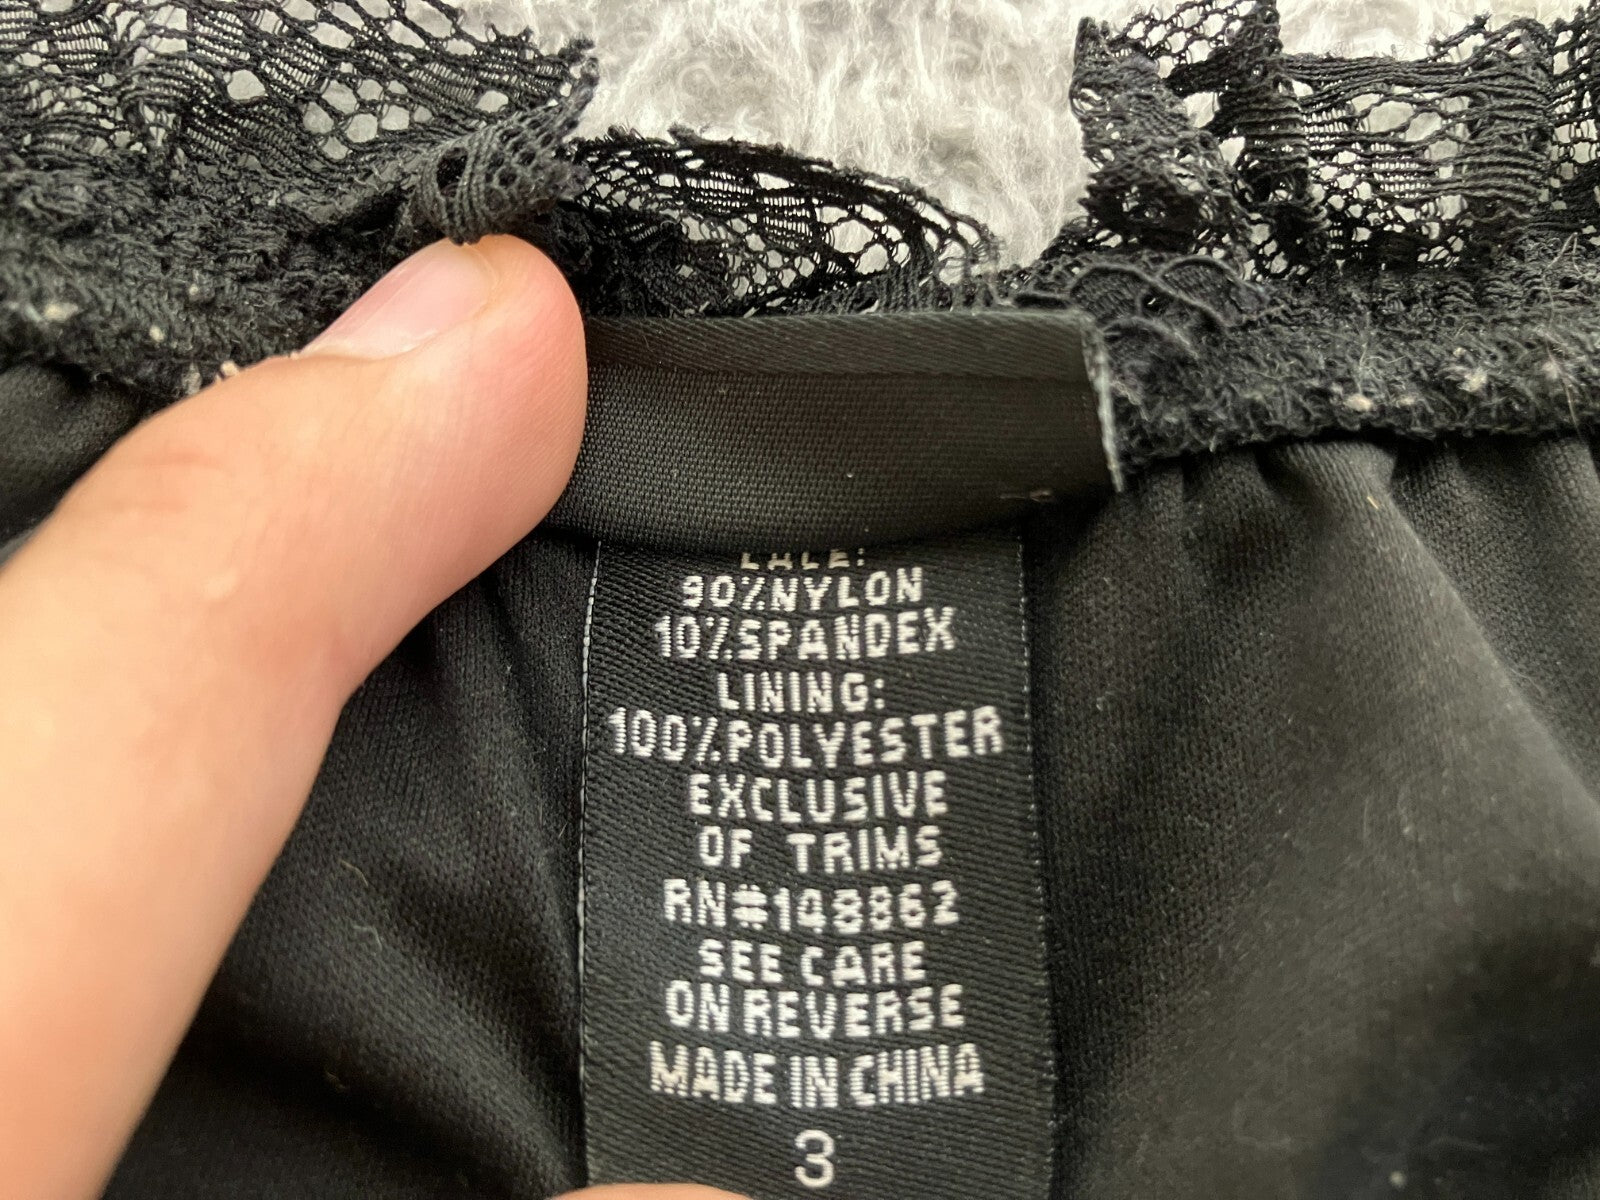 LACE:
90%NYLON
10%SPANDEX
LINING:
100%POLYESTER
EXCLUSIVE
OF TRIMS
RN#148862
SEE CARE
ON REVERSE
MADE IN CHINA
3